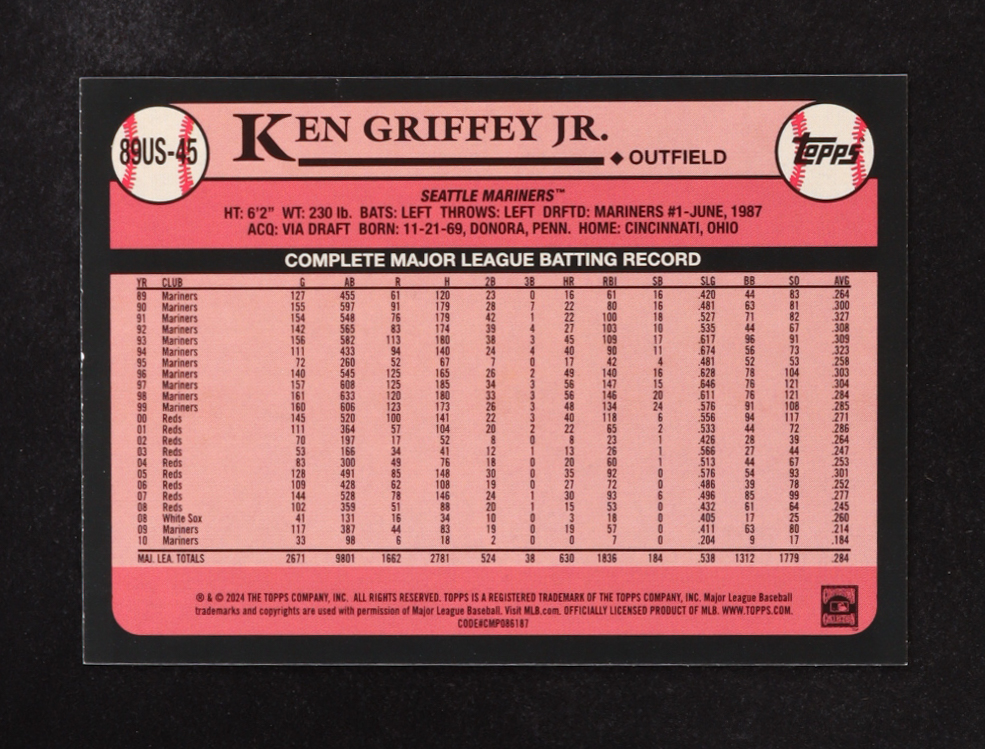 89US-45
KEN GRIFFEY JR.
◆ OUTFIELD
Topps
SEATTLE MARINERS™
HT: 6'2" WT: 230 lb. BATS: LEFT THROWS: LEFT DRFTD: MARINERS #1-JUNE, 1987
ACQ: VIA DRAFT BORN: 11-21-69, DONORA, PENN. HOME: CINCINNATI, OHIO
COMPLETE MAJOR LEAGUE BATTING RECORD
YR CLUB G AB R H 2B 3B HR RBI SB SLG BB SO AVG
89 Mariners 127 455 61 120 23 0 16 61 16 .420 44 83 .264
90 Mariners 155 597 91 179 28 7 22 80 16 .481 63 81 .300
91 Mariners 154 548 76 179 42 1 22 100 18 .527 71 82 .327
92 Mariners 142 565 83 174 39 4 27 103 10 .535 44 67 .308
93 Mariners 156 582 113 180 38 3 45 109 17 .617 96 91 .309
94 Mariners 111 433 94 140 24 4 40 90 11 .674 56 73 .323
95 Mariners 72 260 52 67 7 0 17 42 4 .481 52 53 .258
96 Mariners 140 545 125 165 26 2 49 140 16 .628 78 104 .303
97 Mariners 157 608 125 185 34 3 56 147 15 .646 76 121 .304
98 Mariners 161 633 120 180 33 3 56 146 20 .611 76 121 .284
99 Mariners 160 606 123 173 26 3 48 134 24 .576 91 108 .285
00 Reds 145 520 100 141 22 3 40 118 6 .556 94 117 .271
01 Reds 111 364 57 104 20 2 22 65 2 .533 44 72 .286
02 Reds 70 197 17 52 8 0 8 23 1 .426 28 39 .264
03 Reds 53 166 34 41 12 1 13 26 1 .566 27 44 .247
04 Reds 83 300 49 76 18 0 20 60 1 .513 44 67 .253
05 Reds 128 491 85 148 30 0 35 92 0 .576 54 93 .301
06 Reds 109 428 62 108 19 0 27 72 0 .486 39 78 .252
07 Reds 144 528 78 146 24 1 30 93 6 .496 85 99 .277
08 Reds 102 359 51 88 20 1 15 53 0 .432 61 64 .245
08 White Sox 41 131 16 34 10 0 3 18 0 .405 17 25 .260
09 Mariners 117 387 44 83 19 0 19 57 0 .411 63 80 .214
10 Mariners 33 98 6 18 2 0 0 7 0 .204 9 17 .184
MAJ. LEA. TOTALS 2671 9801 1662 2781 524 38 630 1836 184 .538 1312 1779 .284
® & © 2024 THE TOPPS COMPANY, INC. ALL RIGHTS RESERVED. TOPPS IS A REGISTERED TRADEMARK OF THE TOPPS COMPANY, INC. Major League Baseball
trademarks and copyrights are used with permission of Major League Baseball. Visit MLB.com. OFFICIALLY LICENSED PRODUCT OF MLB. WWW.TOPPS.COM.
CODE#CMP086187